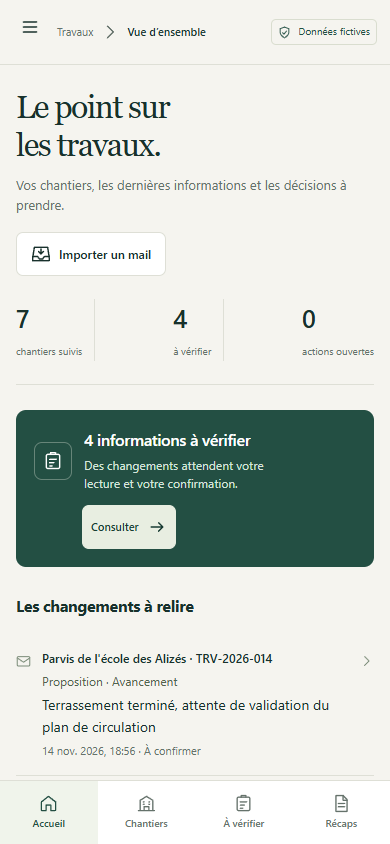 Travaux
Vue d'ensemble
Données fictives
Le point sur
les travaux.
Vos chantiers, les dernières informations et les décisions à
prendre.
Importer un mail
7
4
0
chantiers suivis
à vérifier
actions ouvertes
4 informations à vérifier
Des changements attendent votre
lecture et votre confirmation.
Consulter
Les changements à relire
Parvis de l'école des Alizés · TRV-2026-014
Proposition · Avancement
Terrassement terminé, attente de validation du
plan de circulation
14 nov. 2026, 18:56 · À confirmer
Accueil
Chantiers
À vérifier
Récaps